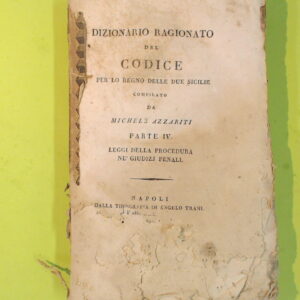 DIZIONARIO RAGIONATO
DEL
CODICE
PER LO REGNO DELLE DUE SICILIE
COMPILATO
DA
MICHELE AZZARITI
PARTE IV.
LEGGI DELLA PROCEDURA
NE' GIUDIZI PENALI.
NAPOLI
DALLA TIPOGRAFIA DI ANGELO TRANI.